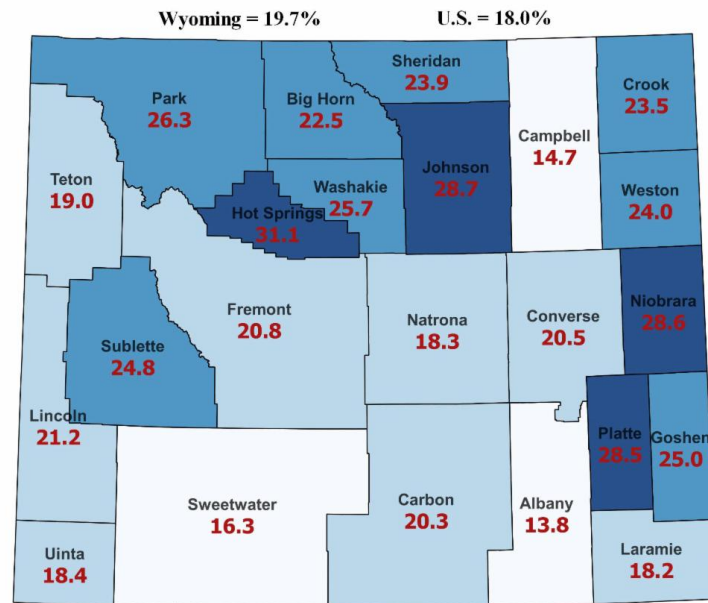 Wyoming = 19.7% U.S. = 18.0%
Sheridan
23.9
Park
26.3
Big Horn
22.5
Crook
23.5
Campbell
14.7
Teton
19.0
Johnson
28.7
Washakie
25.7
Weston
24.0
Hot Springs
31.1
Niobrara
28.6
Fremont
20.8
Natrona
18.3
Converse
20.5
Sublette
24.8
Lincoln
21.2
Platte
28.5
Goshen
25.0
Sweetwater
16.3
Carbon
20.3
Albany
13.8
Uinta
18.4
Laramie
18.2